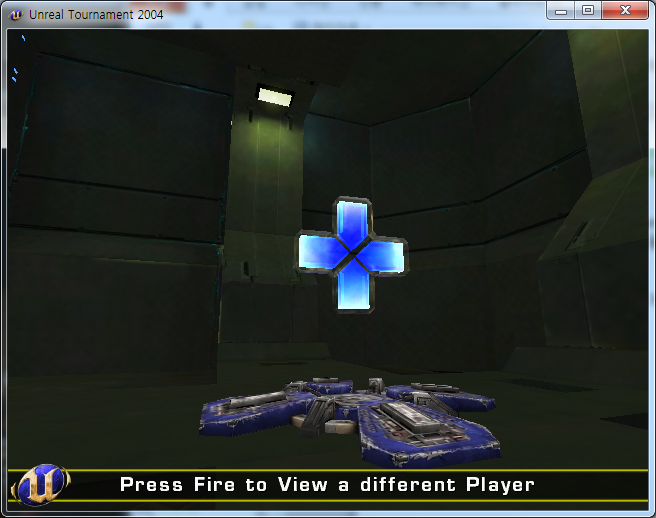 Unreal Tournament 2004
Press Fire to View a different Player